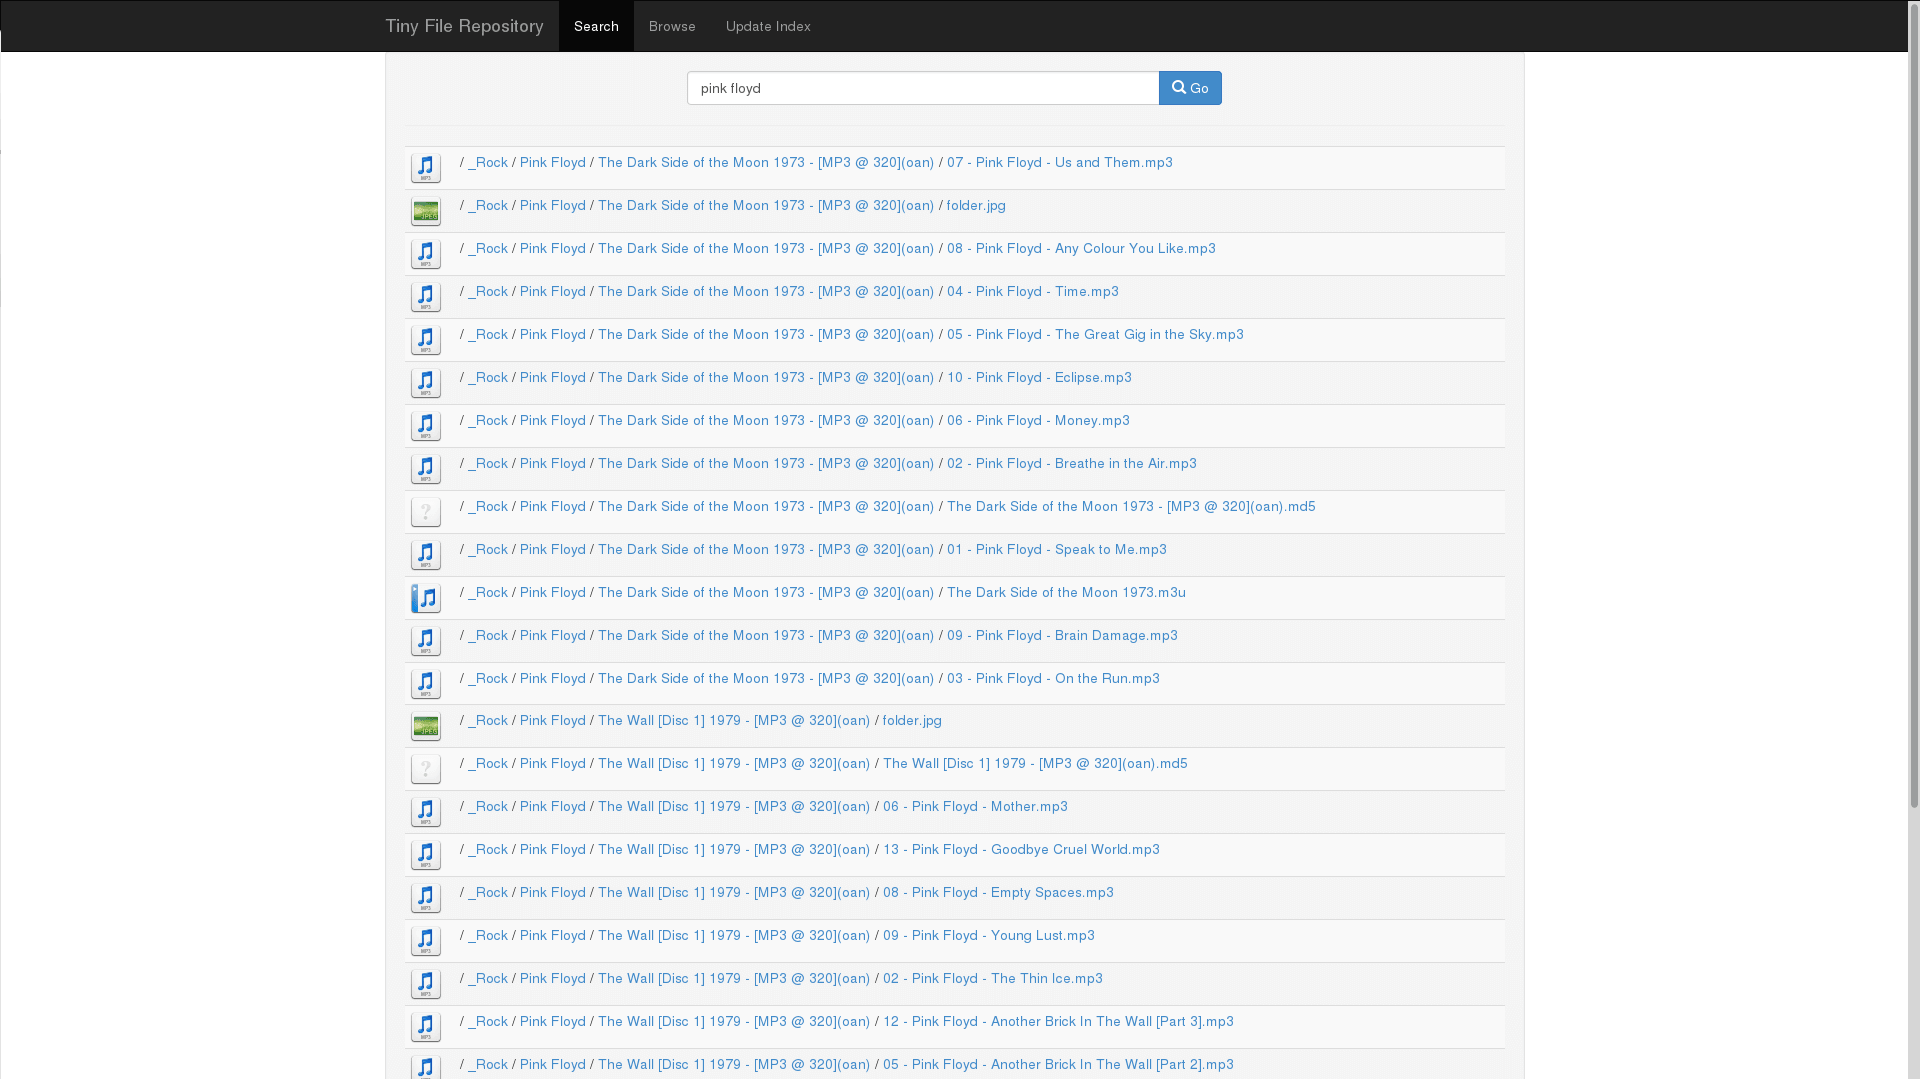 Tiny File Repository Search Browse Update Index
pink floyd Go
/ _Rock / Pink Floyd / The Dark Side of the Moon 1973 - [MP3 @ 320](oan) / 07 - Pink Floyd - Us and Them.mp3
/ _Rock / Pink Floyd / The Dark Side of the Moon 1973 - [MP3 @ 320](oan) / folder.jpg
/ _Rock / Pink Floyd / The Dark Side of the Moon 1973 - [MP3 @ 320](oan) / 08 - Pink Floyd - Any Colour You Like.mp3
/ _Rock / Pink Floyd / The Dark Side of the Moon 1973 - [MP3 @ 320](oan) / 04 - Pink Floyd - Time.mp3
/ _Rock / Pink Floyd / The Dark Side of the Moon 1973 - [MP3 @ 320](oan) / 05 - Pink Floyd - The Great Gig in the Sky.mp3
/ _Rock / Pink Floyd / The Dark Side of the Moon 1973 - [MP3 @ 320](oan) / 10 - Pink Floyd - Eclipse.mp3
/ _Rock / Pink Floyd / The Dark Side of the Moon 1973 - [MP3 @ 320](oan) / 06 - Pink Floyd - Money.mp3
/ _Rock / Pink Floyd / The Dark Side of the Moon 1973 - [MP3 @ 320](oan) / 02 - Pink Floyd - Breathe in the Air.mp3
/ _Rock / Pink Floyd / The Dark Side of the Moon 1973 - [MP3 @ 320](oan) / The Dark Side of the Moon 1973 - [MP3 @ 320](oan).md5
/ _Rock / Pink Floyd / The Dark Side of the Moon 1973 - [MP3 @ 320](oan) / 01 - Pink Floyd - Speak to Me.mp3
/ _Rock / Pink Floyd / The Dark Side of the Moon 1973 - [MP3 @ 320](oan) / The Dark Side of the Moon 1973.m3u
/ _Rock / Pink Floyd / The Dark Side of the Moon 1973 - [MP3 @ 320](oan) / 09 - Pink Floyd - Brain Damage.mp3
/ _Rock / Pink Floyd / The Dark Side of the Moon 1973 - [MP3 @ 320](oan) / 03 - Pink Floyd - On the Run.mp3
/ _Rock / Pink Floyd / The Wall [Disc 1] 1979 - [MP3 @ 320](oan) / folder.jpg
/ _Rock / Pink Floyd / The Wall [Disc 1] 1979 - [MP3 @ 320](oan) / The Wall [Disc 1] 1979 - [MP3 @ 320](oan).md5
/ _Rock / Pink Floyd / The Wall [Disc 1] 1979 - [MP3 @ 320](oan) / 06 - Pink Floyd - Mother.mp3
/ _Rock / Pink Floyd / The Wall [Disc 1] 1979 - [MP3 @ 320](oan) / 13 - Pink Floyd - Goodbye Cruel World.mp3
/ _Rock / Pink Floyd / The Wall [Disc 1] 1979 - [MP3 @ 320](oan) / 08 - Pink Floyd - Empty Spaces.mp3
/ _Rock / Pink Floyd / The Wall [Disc 1] 1979 - [MP3 @ 320](oan) / 09 - Pink Floyd - Young Lust.mp3
/ _Rock / Pink Floyd / The Wall [Disc 1] 1979 - [MP3 @ 320](oan) / 02 - Pink Floyd - The Thin Ice.mp3
/ _Rock / Pink Floyd / The Wall [Disc 1] 1979 - [MP3 @ 320](oan) / 12 - Pink Floyd - Another Brick In The Wall [Part 3].mp3
/ _Rock / Pink Floyd / The Wall [Disc 1] 1979 - [MP3 @ 320](oan) / 05 - Pink Floyd - Another Brick In The Wall [Part 2].mp3